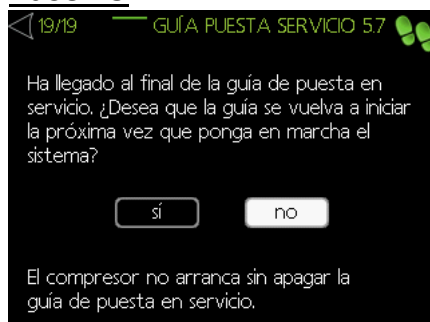 19/19 GUÍA PUESTA SERVICIO 5.7
Ha llegado al final de la guía de puesta en
servicio. ¿Desea que la guía se vuelva a iniciar
la próxima vez que ponga en marcha el
sistema?
sí no
El compresor no arranca sin apagar la
guía de puesta en servicio.